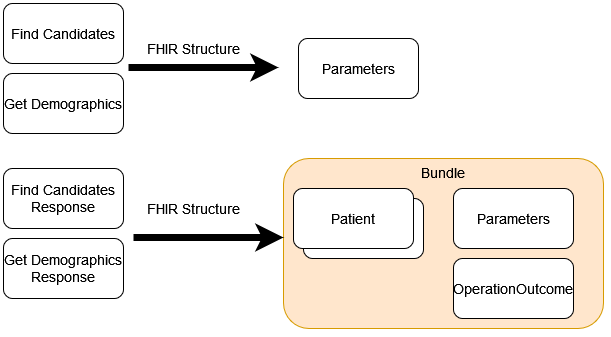 Find Candidates
FHIR Structure
Parameters
Get Demographics
Find Candidates
Response
FHIR Structure
Get Demographics
Response
Bundle
Patient
Parameters
OperationOutcome